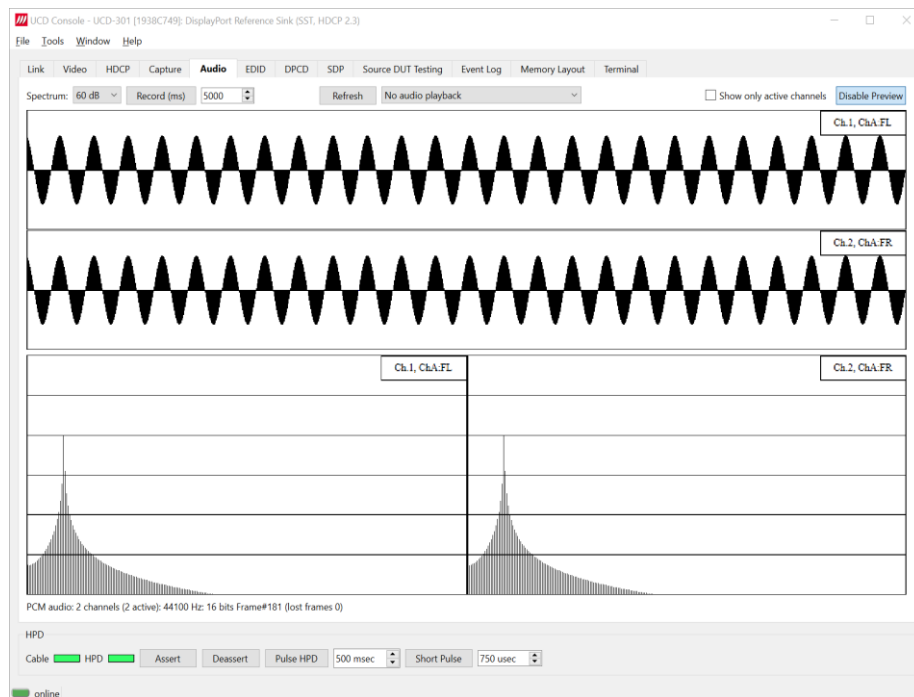 UCD Console - UCD-301 [1938C749]: DisplayPort Reference Sink (SST, HDCP 2.3)
File Tools Window Help
Link Video HDCP Capture Audio EDID DPCD SDP Source DUT Testing Event Log Memory Layout Terminal
Spectrum: 60 dB Record (ms) 5000 Refresh No audio playback Show only active channels Disable Preview
Ch.1, ChA:FL
Ch.2, ChA:FR
Ch.1, ChA:FL Ch.2, ChA:FR
PCM audio: 2 channels (2 active): 44100 Hz: 16 bits Frame#181 (lost frames 0)
HPD
Cable HPD Assert Deassert Pulse HPD 500 msec Short Pulse 750 usec
online